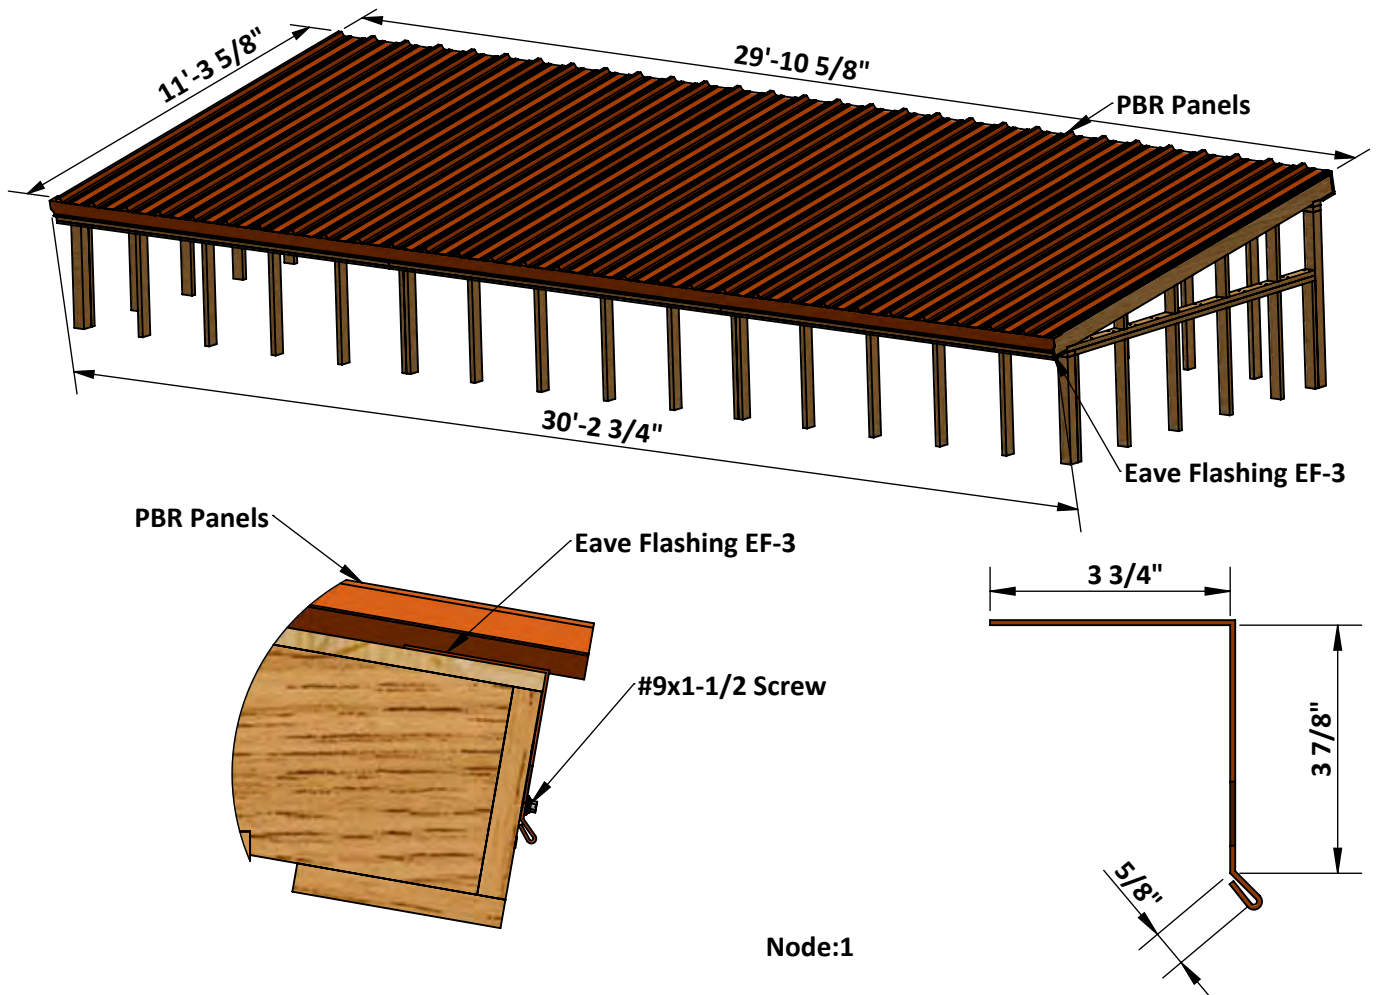 11'-3 5/8"
29'-10 5/8"
PBR Panels
30'-2 3/4"
Eave Flashing EF-3
PBR Panels
Eave Flashing EF-3
#9x1-1/2 Screw
3 3/4"
3 7/8"
5/8"
Node:1